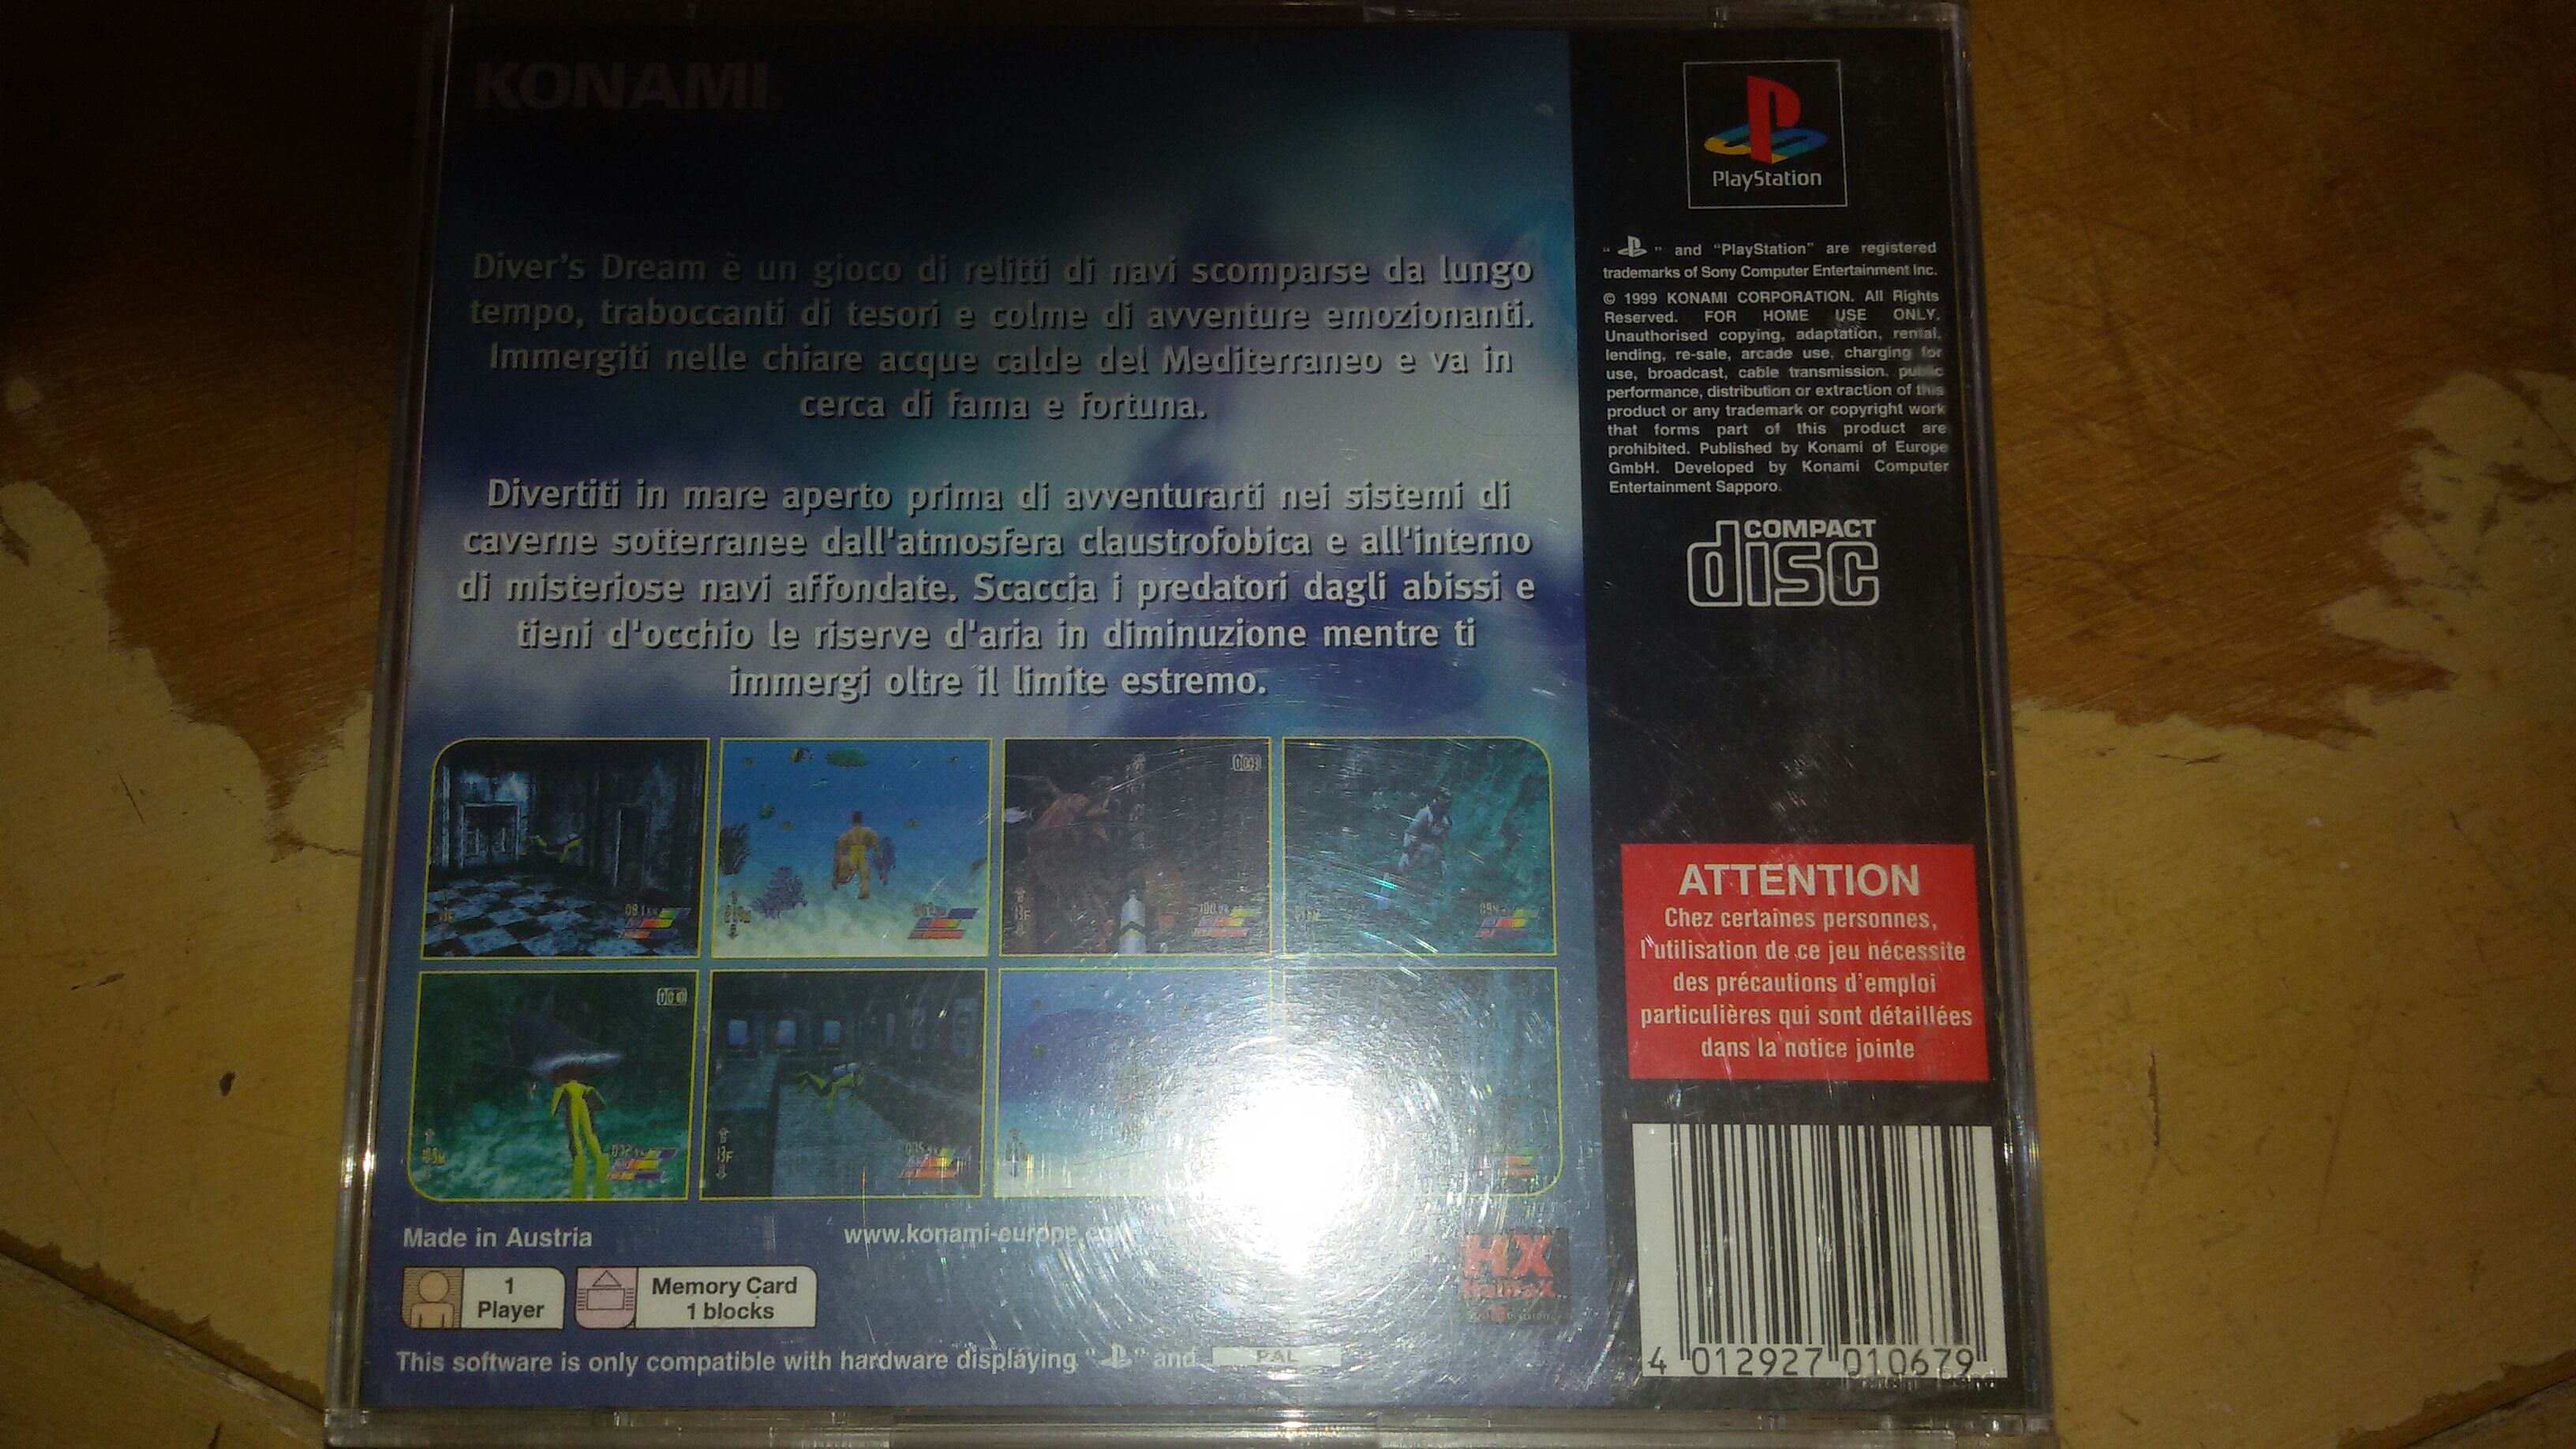 KONAMI
Diver's Dream è un gioco di relitti di navi scomparse da lungo
tempo, traboccanti di tesori e colme di avventure emozionanti.
Immergiti nelle chiare acque calde del Mediterraneo e va in
cerca di fama e fortuna.
Divertiti in mare aperto prima di avventurarti nei sistemi di
caverne sotterranee dall'atmosfera claustrofobica e all'interno
di misteriose navi affondate. Scaccia i predatori dagli abissi e
tieni d'occhio le riserve d'aria in diminuzione mentre ti
immergi oltre il limite estremo.
Made in Austria
www.konami-europe.com
1
Player
Memory Card
1 blocks
HX
Halifax
This software is only compatible with hardware displaying " " and PAL
PlayStation
" " and "PlayStation" are registered
trademarks of Sony Computer Entertainment Inc.
© 1999 KONAMI CORPORATION. All Rights
Reserved. FOR HOME USE ONLY.
Unauthorised copying, adaptation, rental,
lending, re-sale, arcade use, charging for
use, broadcast, cable transmission, public
performance, distribution or extraction of this
product or any trademark or copyright work
that forms part of this product are
prohibited. Published by Konami of Europe
GmbH. Developed by Konami Computer
Entertainment Sapporo.
COMPACT
disc
ATTENTION
Chez certaines personnes,
l'utilisation de ce jeu nécessite
des précautions d'emploi
particulières qui sont détaillées
dans la notice jointe
4 012927 010679